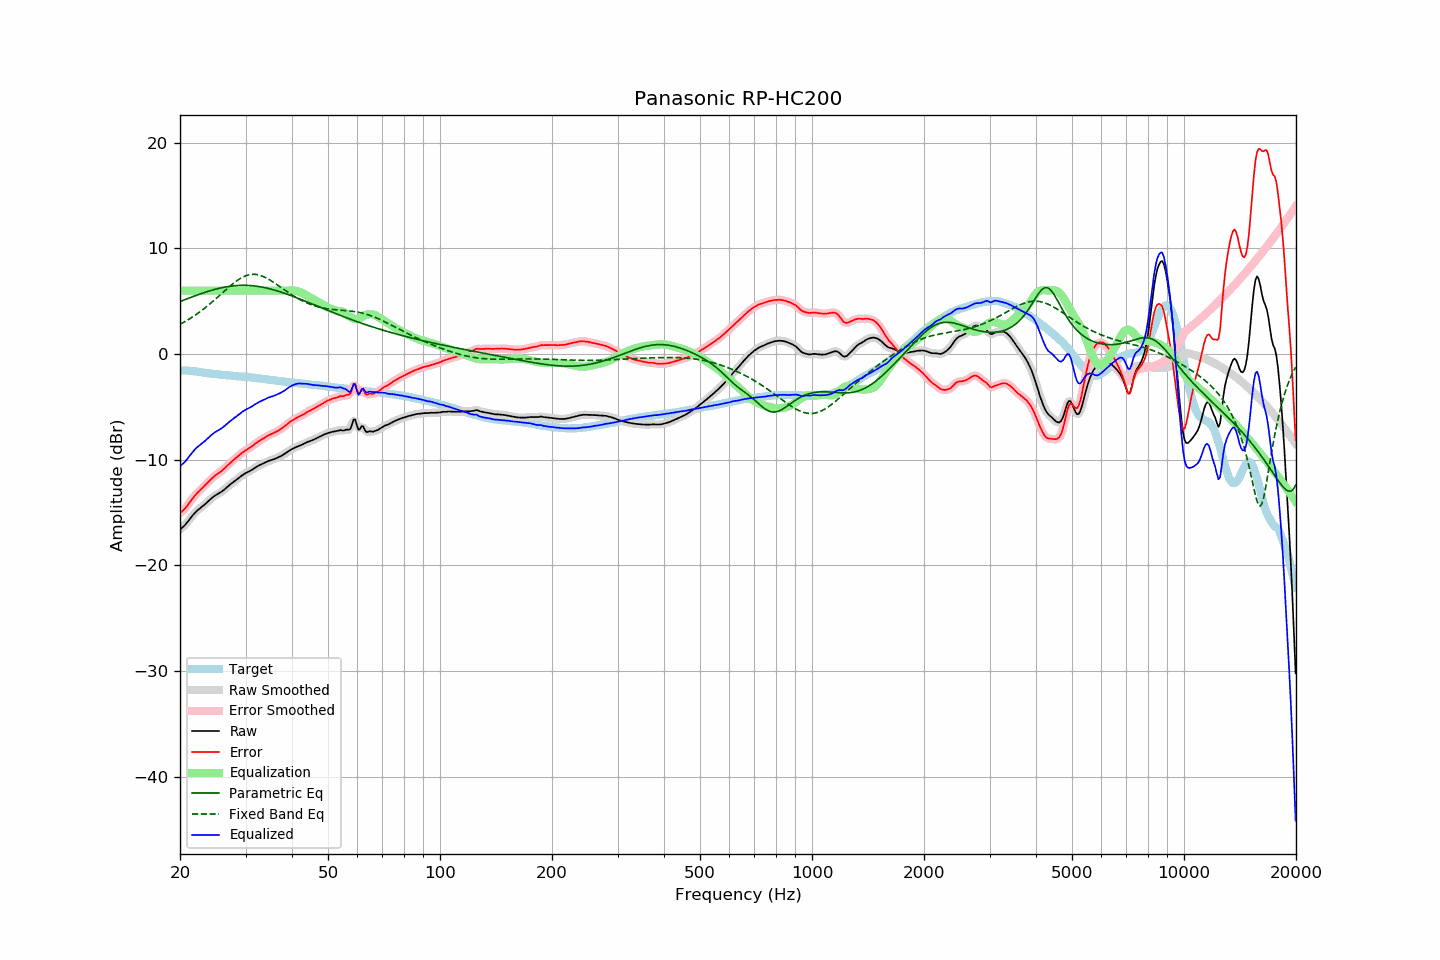 Panasonic RP-HC200
Amplitude (dBr)
20
10
0
−10
−20
−30
−40
Target
Raw Smoothed
Error Smoothed
Raw
Error
Equalization
Parametric Eq
Fixed Band Eq
Equalized
20 50 100 200 500 1000 2000 5000 10000 20000
Frequency (Hz)